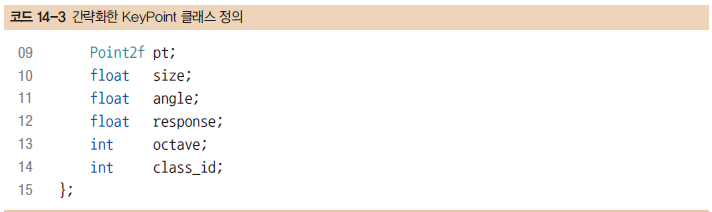 코드 14-3 간략화한 KeyPoint 클래스 정의
09 Point2f pt;
10 float size;
11 float angle;
12 float response;
13 int octave;
14 int class_id;
15 };